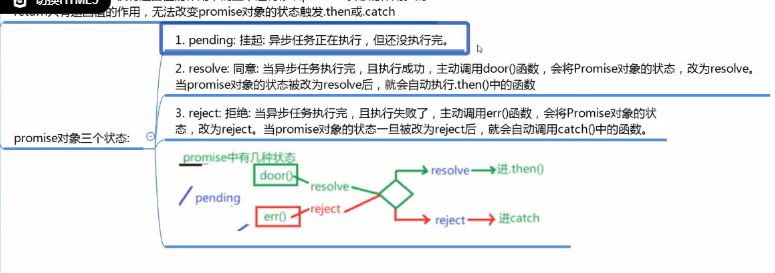 切换HTML5
return只有返回值的作用，无法改变promise对象的状态触发.then或.catch
1. pending: 挂起: 异步任务正在执行，但还没执行完。
2. resolve: 同意: 当异步任务执行完，且执行成功，主动调用door()函数，会将Promise对象的状态，改为resolve。
当promise对象的状态被改为resolve后，就会自动执行.then()中的函数
3. reject: 拒绝: 当异步任务执行完，且执行失败了，主动调用err()函数，会将Promise对象的状
态，改为reject。当promise对象的状态一旦被改为reject后，就会自动调用catch()中的函数。
promise对象三个状态:
promise中有几种状态
door()
resolve
resolve
进.then()
pending
err()
reject
reject
进catch